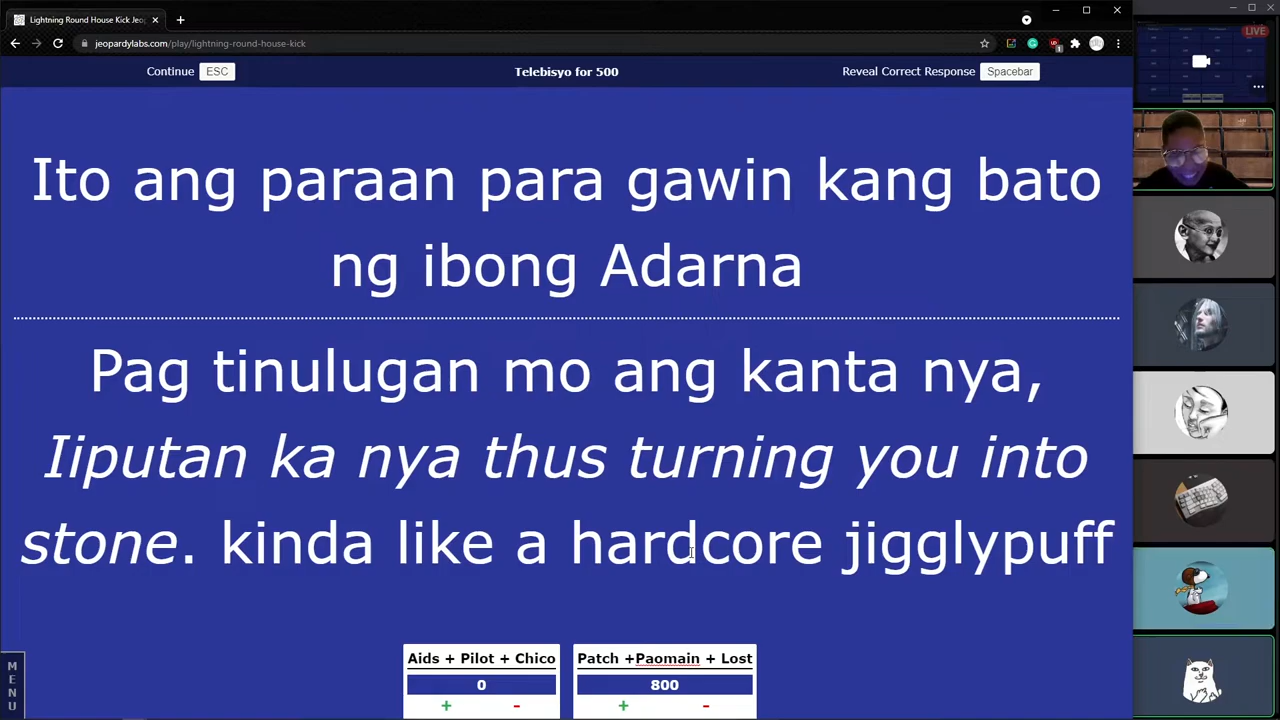 Lightning Round House Kick Jeop
jeopardylabs.com/play/lightning-round-house-kick
Continue ESC
Telebisyo for 500
Reveal Correct Response Spacebar
LIVE
Ito ang paraan para gawin kang bato
ng ibong Adarna
Pag tinulugan mo ang kanta nya,
Iiputan ka nya thus turning you into
stone. kinda like a hardcore jigglypuff
MENU
Aids + Pilot + Chico
0
+ -
Patch +Paomain + Lost
800
+ -